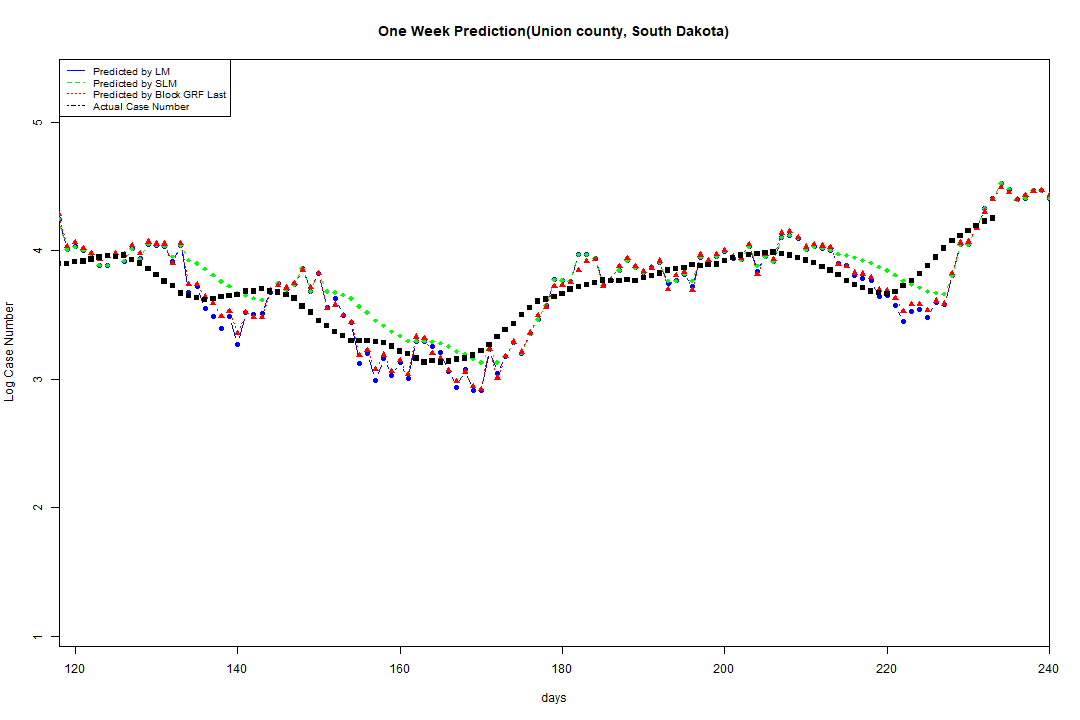 One Week Prediction(Union county, South Dakota)
Predicted by LM
Predicted by SLM
Predicted by Block GRF Last
Actual Case Number
5
4
3
2
1
Log Case Number
120 140 160 180 200 220 240
days